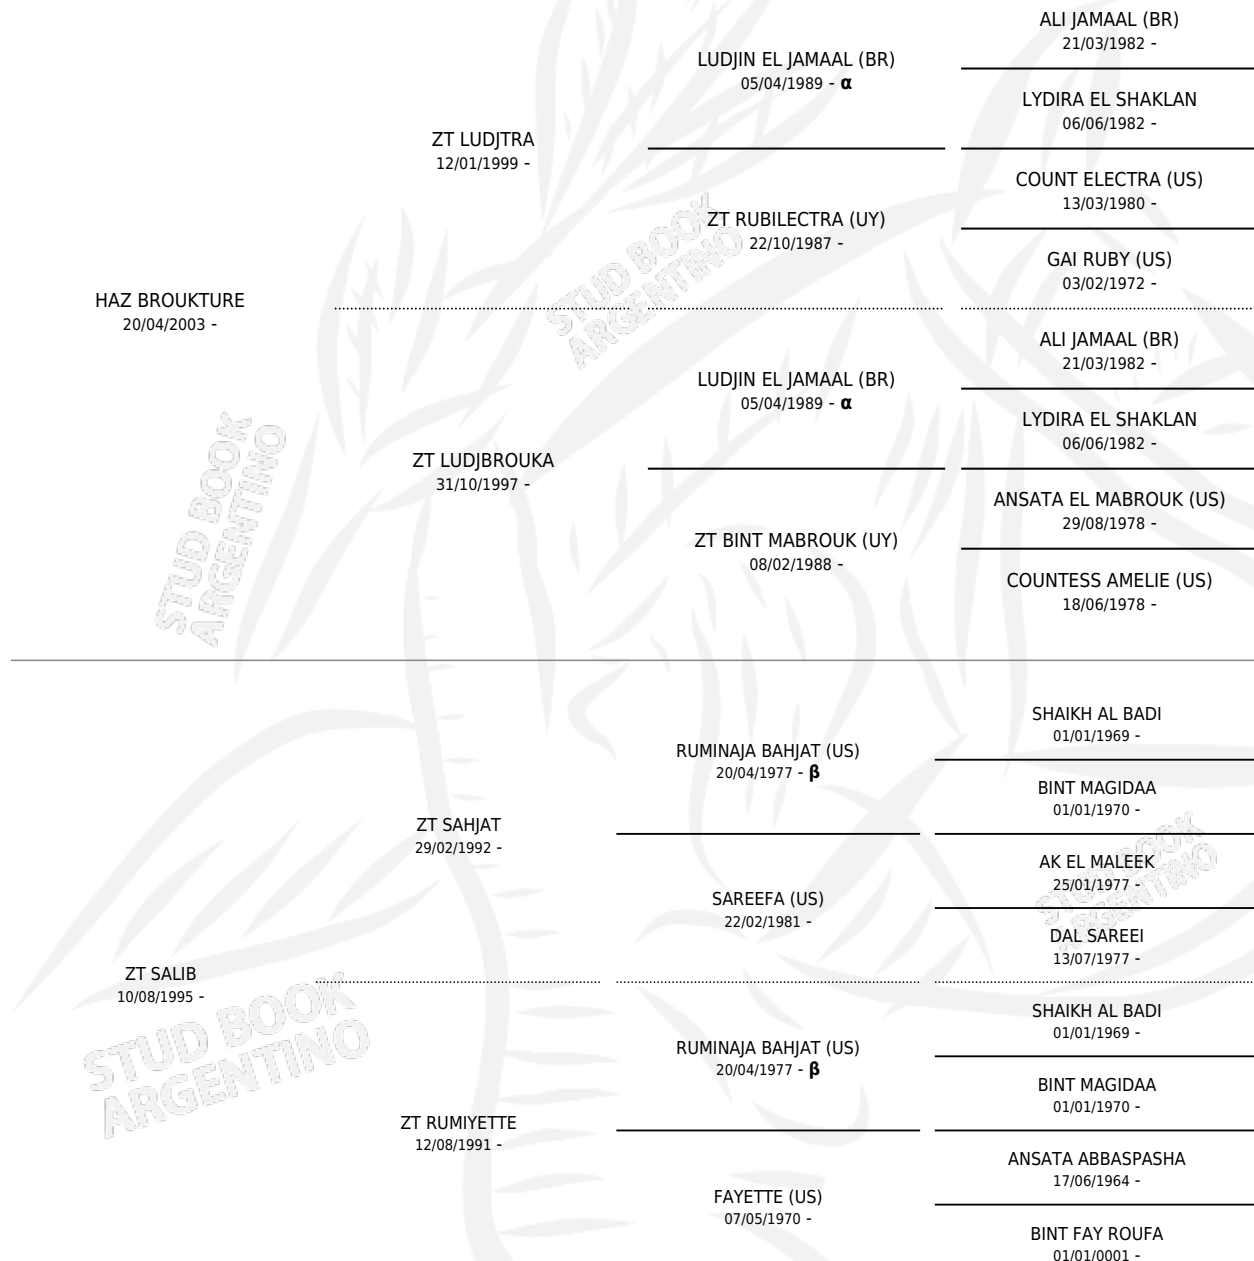 ALI JAMAAL (BR)
21/03/1982 -
LUDJIN EL JAMAAL (BR)
05/04/1989 - α
LYDIRA EL SHAKLAN
06/06/1982 -
ZT LUDJTRA
12/01/1999 -
COUNT ELECTRA (US)
13/03/1980 -
ZT RUBILECTRA (UY)
22/10/1987 -
GAI RUBY (US)
03/02/1972 -
HAZ BROUKTURE
20/04/2003 -
STUD BOOK
ARGENTINO
ALI JAMAAL (BR)
21/03/1982 -
LUDJIN EL JAMAAL (BR)
05/04/1989 - α
LYDIRA EL SHAKLAN
06/06/1982 -
ZT LUDJBROUKA
31/10/1997 -
ANSATA EL MABROUK (US)
29/08/1978 -
ZT BINT MABROUK (UY)
08/02/1988 -
COUNTESS AMELIE (US)
18/06/1978 -
STUD BOOK
ARGENTINO
SHAIKH AL BADI
01/01/1969 -
RUMINAJA BAHJAT (US)
20/04/1977 - β
BINT MAGIDAA
01/01/1970 -
ZT SAHJAT
29/02/1992 -
AK EL MALEEK
25/01/1977 -
SAREEFA (US)
22/02/1981 -
DAL SAREEI
13/07/1977 -
STUD BOOK
ARGENTINO
ZT SALIB
10/08/1995 -
STUD BOOK
ARGENTINO
SHAIKH AL BADI
01/01/1969 -
RUMINAJA BAHJAT (US)
20/04/1977 - β
BINT MAGIDAA
01/01/1970 -
ZT RUMIYETTE
12/08/1991 -
ANSATA ABBASPASHA
17/06/1964 -
FAYETTE (US)
07/05/1970 -
BINT FAY ROUFA
01/01/0001 -